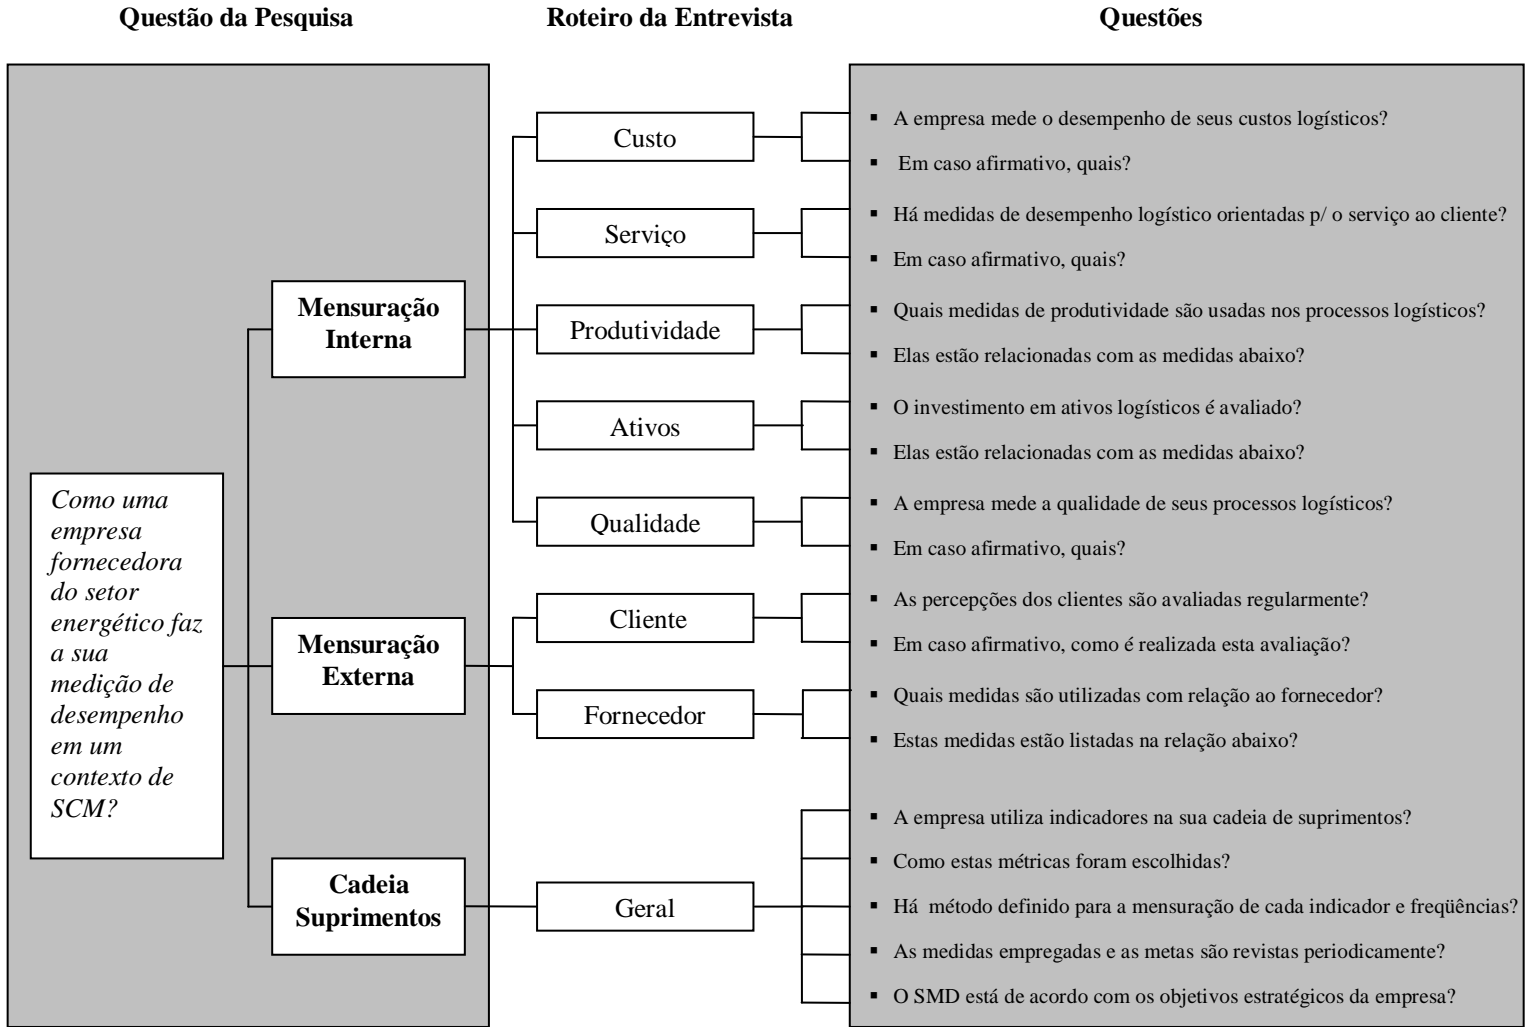 Questão da Pesquisa
Roteiro da Entrevista
Questões
Como uma
empresa
fornecedora
do setor
energético faz
a sua
medição de
desempenho
em um
contexto de
SCM?
Mensuração
Interna
Mensuração
Externa
Cadeia
Suprimentos
Custo
Serviço
Produtividade
Ativos
Qualidade
Cliente
Fornecedor
Geral
▪ A empresa mede o desempenho de seus custos logísticos?
▪ Em caso afirmativo, quais?
▪ Há medidas de desempenho logístico orientadas p/ o serviço ao cliente?
▪ Em caso afirmativo, quais?
▪ Quais medidas de produtividade são usadas nos processos logísticos?
▪ Elas estão relacionadas com as medidas abaixo?
▪ O investimento em ativos logísticos é avaliado?
▪ Elas estão relacionadas com as medidas abaixo?
▪ A empresa mede a qualidade de seus processos logísticos?
▪ Em caso afirmativo, quais?
▪ As percepções dos clientes são avaliadas regularmente?
▪ Em caso afirmativo, como é realizada esta avaliação?
▪ Quais medidas são utilizadas com relação ao fornecedor?
▪ Estas medidas estão listadas na relação abaixo?
▪ A empresa utiliza indicadores na sua cadeia de suprimentos?
▪ Como estas métricas foram escolhidas?
▪ Há método definido para a mensuração de cada indicador e freqüências?
▪ As medidas empregadas e as metas são revistas periodicamente?
▪ O SMD está de acordo com os objetivos estratégicos da empresa?